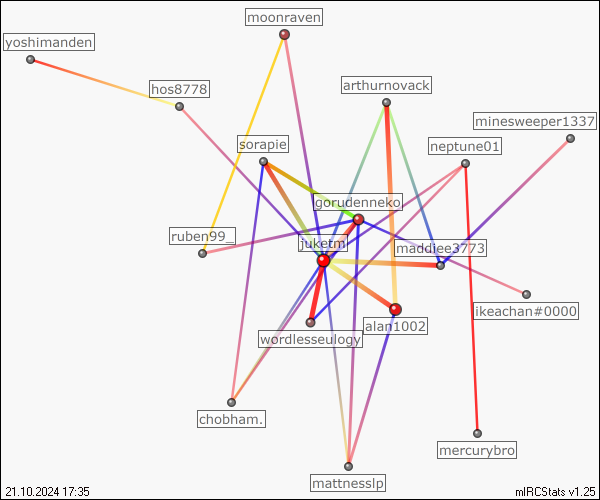 moonraven
yoshimanden
hos8778
arthurnovack
minesweeper1337
sorapie
neptune01
gorudenneko
ruben99_
juketml
maddiee3773
ikeachan#0000
wordlesseulogy
alan1002
chobham.
mercurybro
mattnesslp
21.10.2024 17:35
mIRCStats v1.25